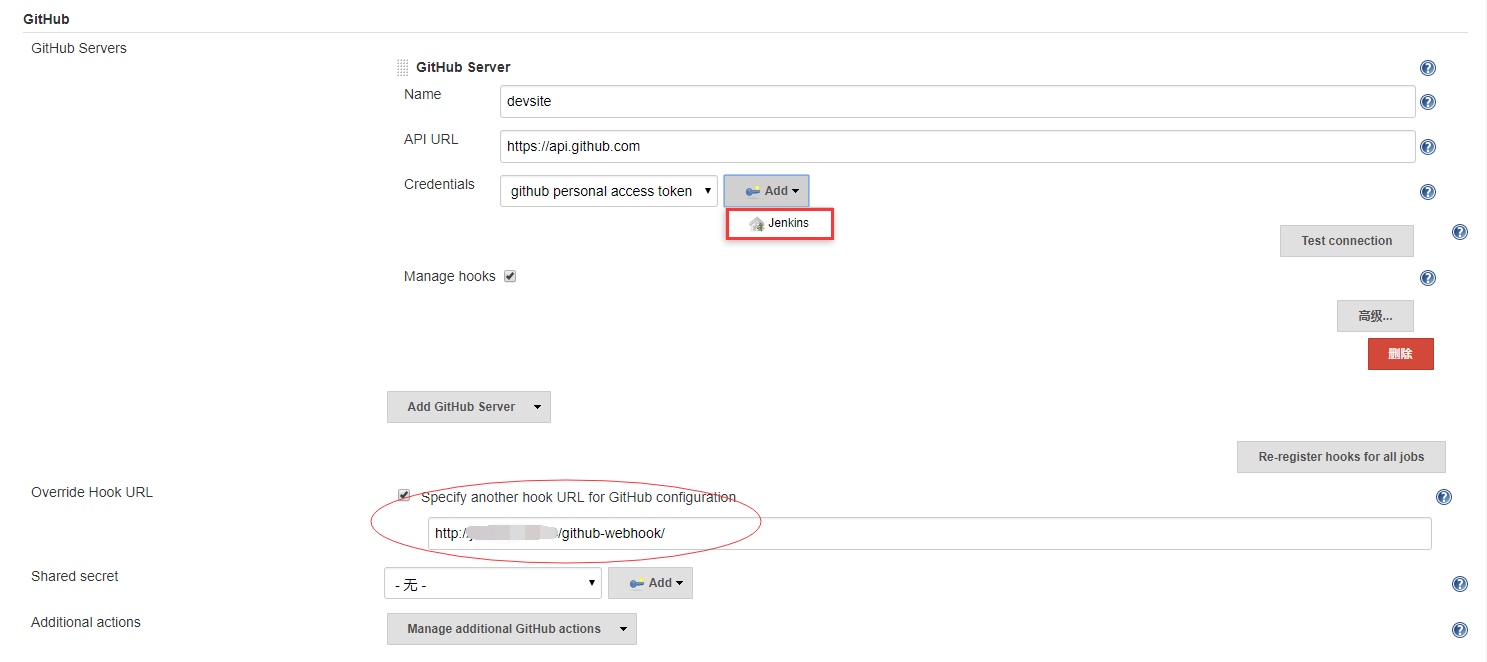 GitHub
GitHub Servers
GitHub Server
Name
devsite
API URL
https://api.github.com
Credentials
github personal access token
Add
Jenkins
Test connection
Manage hooks
高级...
删除
Add GitHub Server
Re-register hooks for all jobs
Override Hook URL
Specify another hook URL for GitHub configuration
http:/ /github-webhook/
Shared secret
- 无 -
Add
Additional actions
Manage additional GitHub actions